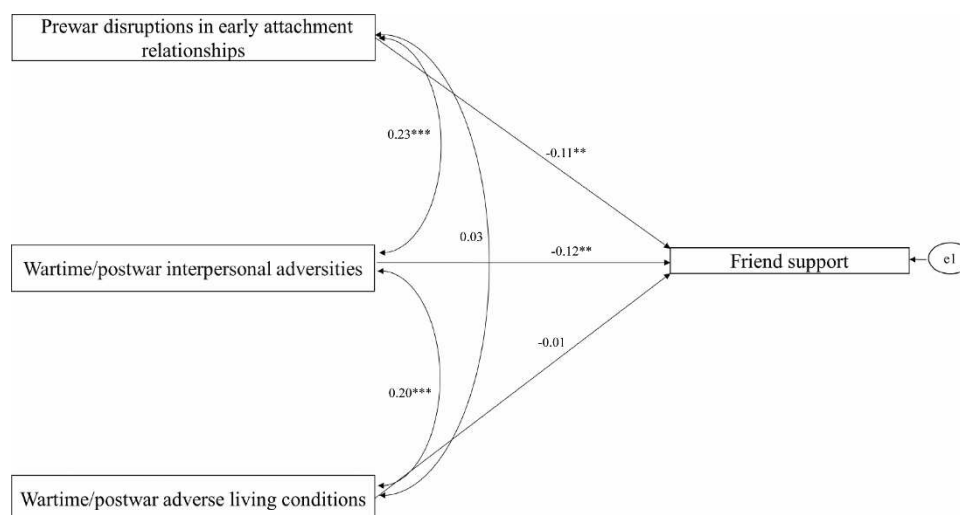 Prewar disruptions in early attachment
relationships
0.23***
-0.11**
0.03
Wartime/postwar interpersonal adversities
-0.12**
Friend support
e1
-0.01
0.20***
Wartime/postwar adverse living conditions